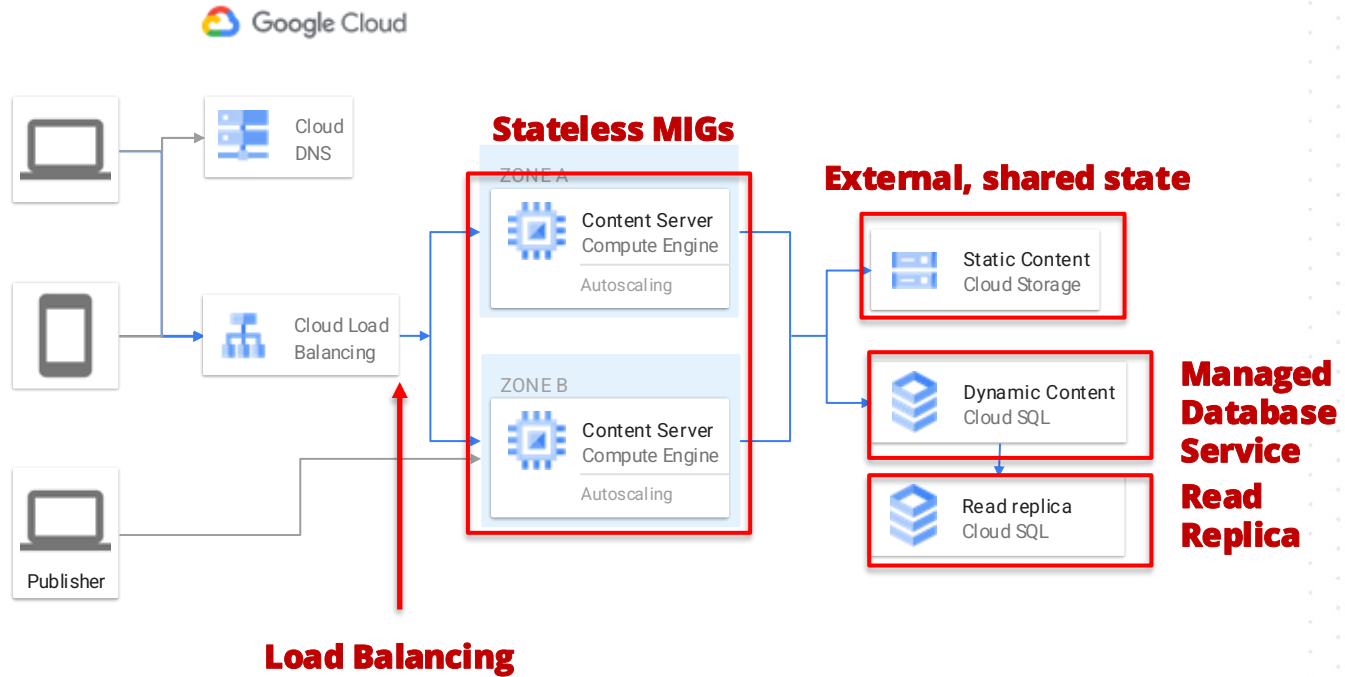 Google Cloud
Cloud
DNS
Cloud Load
Balancing
Publisher
Load Balancing
Stateless MIGs
ZONE A
Content Server
Compute Engine
Autoscaling
ZONE B
Content Server
Compute Engine
Autoscaling
External, shared state
Static Content
Cloud Storage
Dynamic Content
Cloud SQL
Managed
Database
Service
Read replica
Cloud SQL
Read
Replica